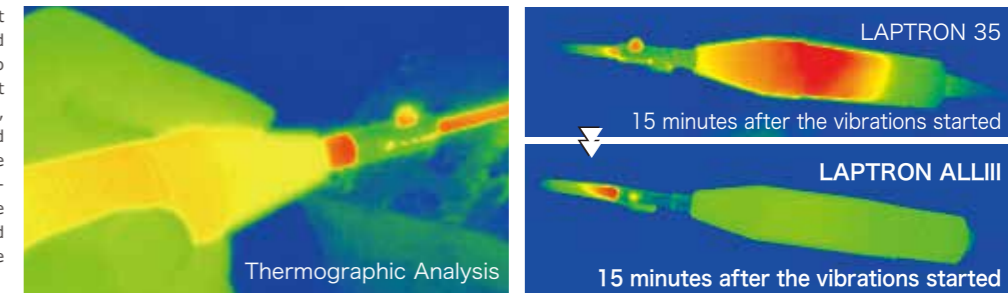 Thermographic Analysis
LAPTRON 35
15 minutes after the vibrations started
LAPTRON ALLIII
15 minutes after the vibrations started